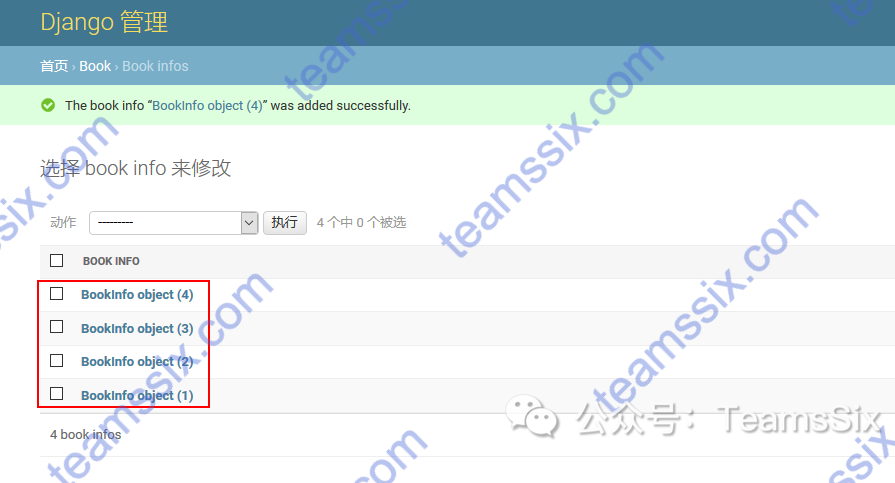 Django 管理
首页 › Book › Book infos
The book info “BookInfo object (4)” was added successfully.
选择 book info 来修改
动作 --------- 执行 4 个中 0 个被选
BOOK INFO
BookInfo object (4)
BookInfo object (3)
BookInfo object (2)
BookInfo object (1)
4 book infos
公众号：TeamsSix
teamssix.com
teamssix.com
teamssix.com
teamssix.com
teamssix.com
teamssix.com